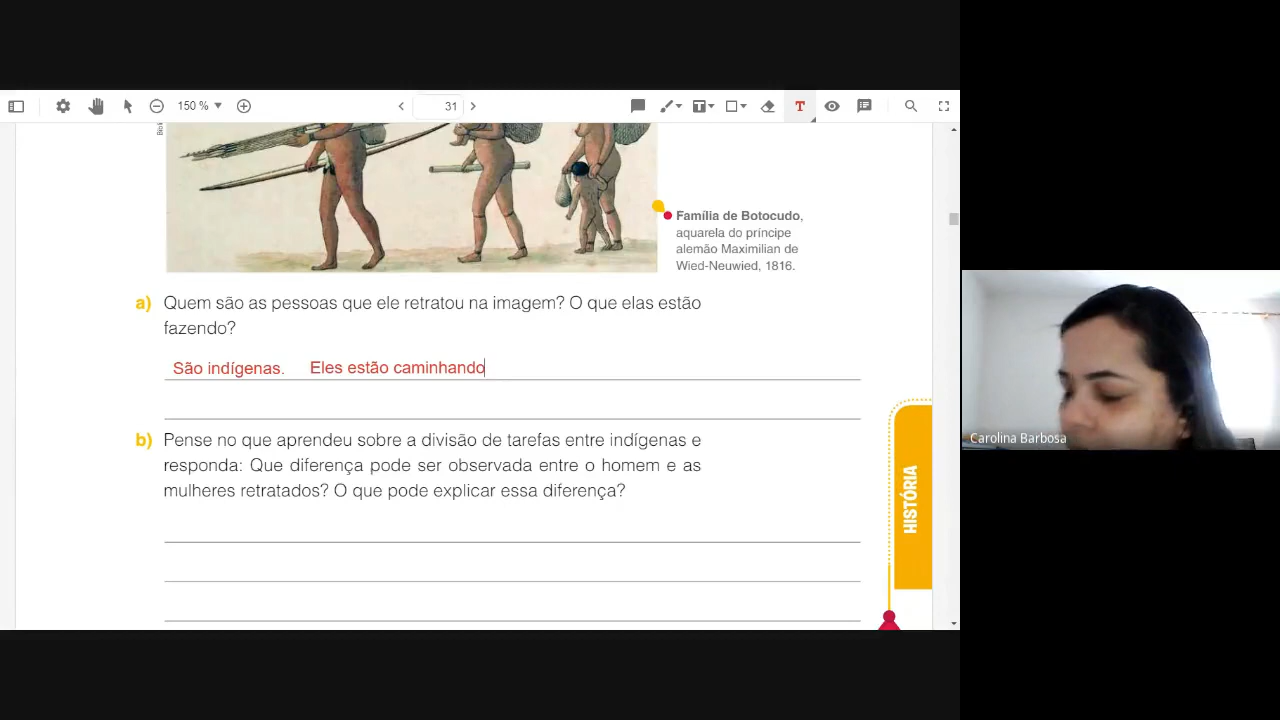 150 %
31
Família de Botocudo,
aquarela do príncipe
alemão Maximilian de
Wied-Neuwied, 1816.
a) Quem são as pessoas que ele retratou na imagem? O que elas estão
fazendo?
São indígenas. Eles estão caminhando
b) Pense no que aprendeu sobre a divisão de tarefas entre indígenas e
responda: Que diferença pode ser observada entre o homem e as
mulheres retratados? O que pode explicar essa diferença?
HISTÓRIA
Carolina Barbosa